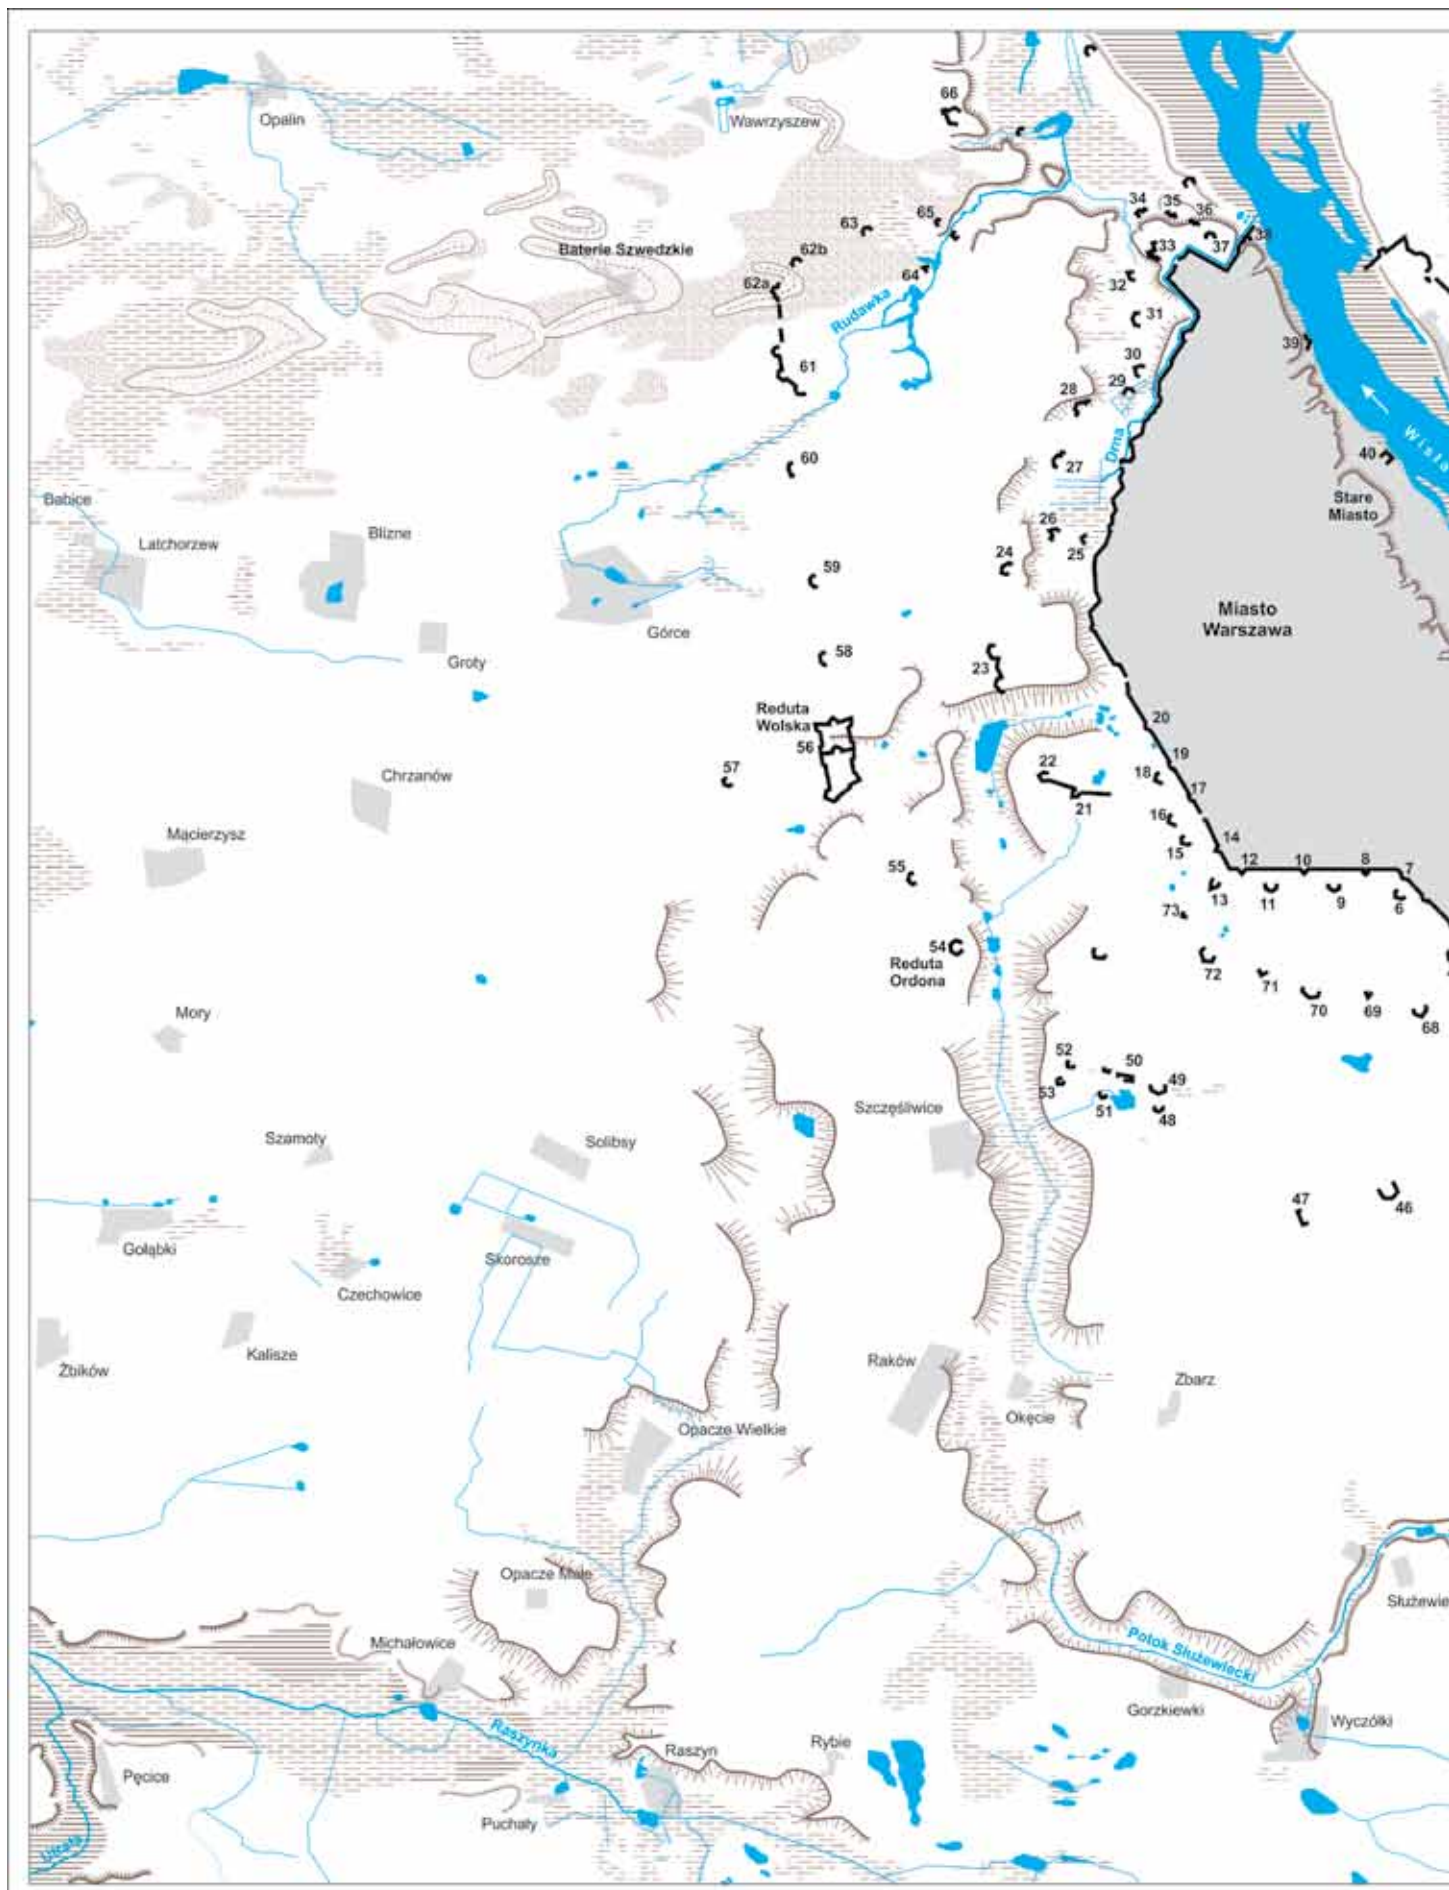 66
Opalin
Wawrzyszew
34
35
36
63
65
37
38
33
Baterie Szwedzkie
62b
64
32
62a
Rudawka
31
39
30
61
29
28
Drna
Wisła
27
40
60
Stare
Miasto
Babice
26
Blizne
Latchorzew
24
25
59
Miasto
Warszawa
Górce
58
Groty
23
Reduta
Wolska
20
56
19
57
22
18
Chrzanów
17
21
16
Mącierzysz
14
15
12
10
8
7
55
13
11
9
6
73
54
Reduta
Ordona
72
71
70
69
68
Mory
52
50
53
49
51
48
Szczęśliwice
Szamoty
Solibsy
47
46
Gołąbki
Skorosze
Czechowice
Kalisze
Raków
Żbików
Zbarz
Okęcie
Opacze Wielkie
Opacze Małe
Służewie
Michałowice
Potok Służewiecki
Gorzkiewki
Wyczółki
Raszynka
Rybie
Raszyn
Pęcice
Puchały
Utrata